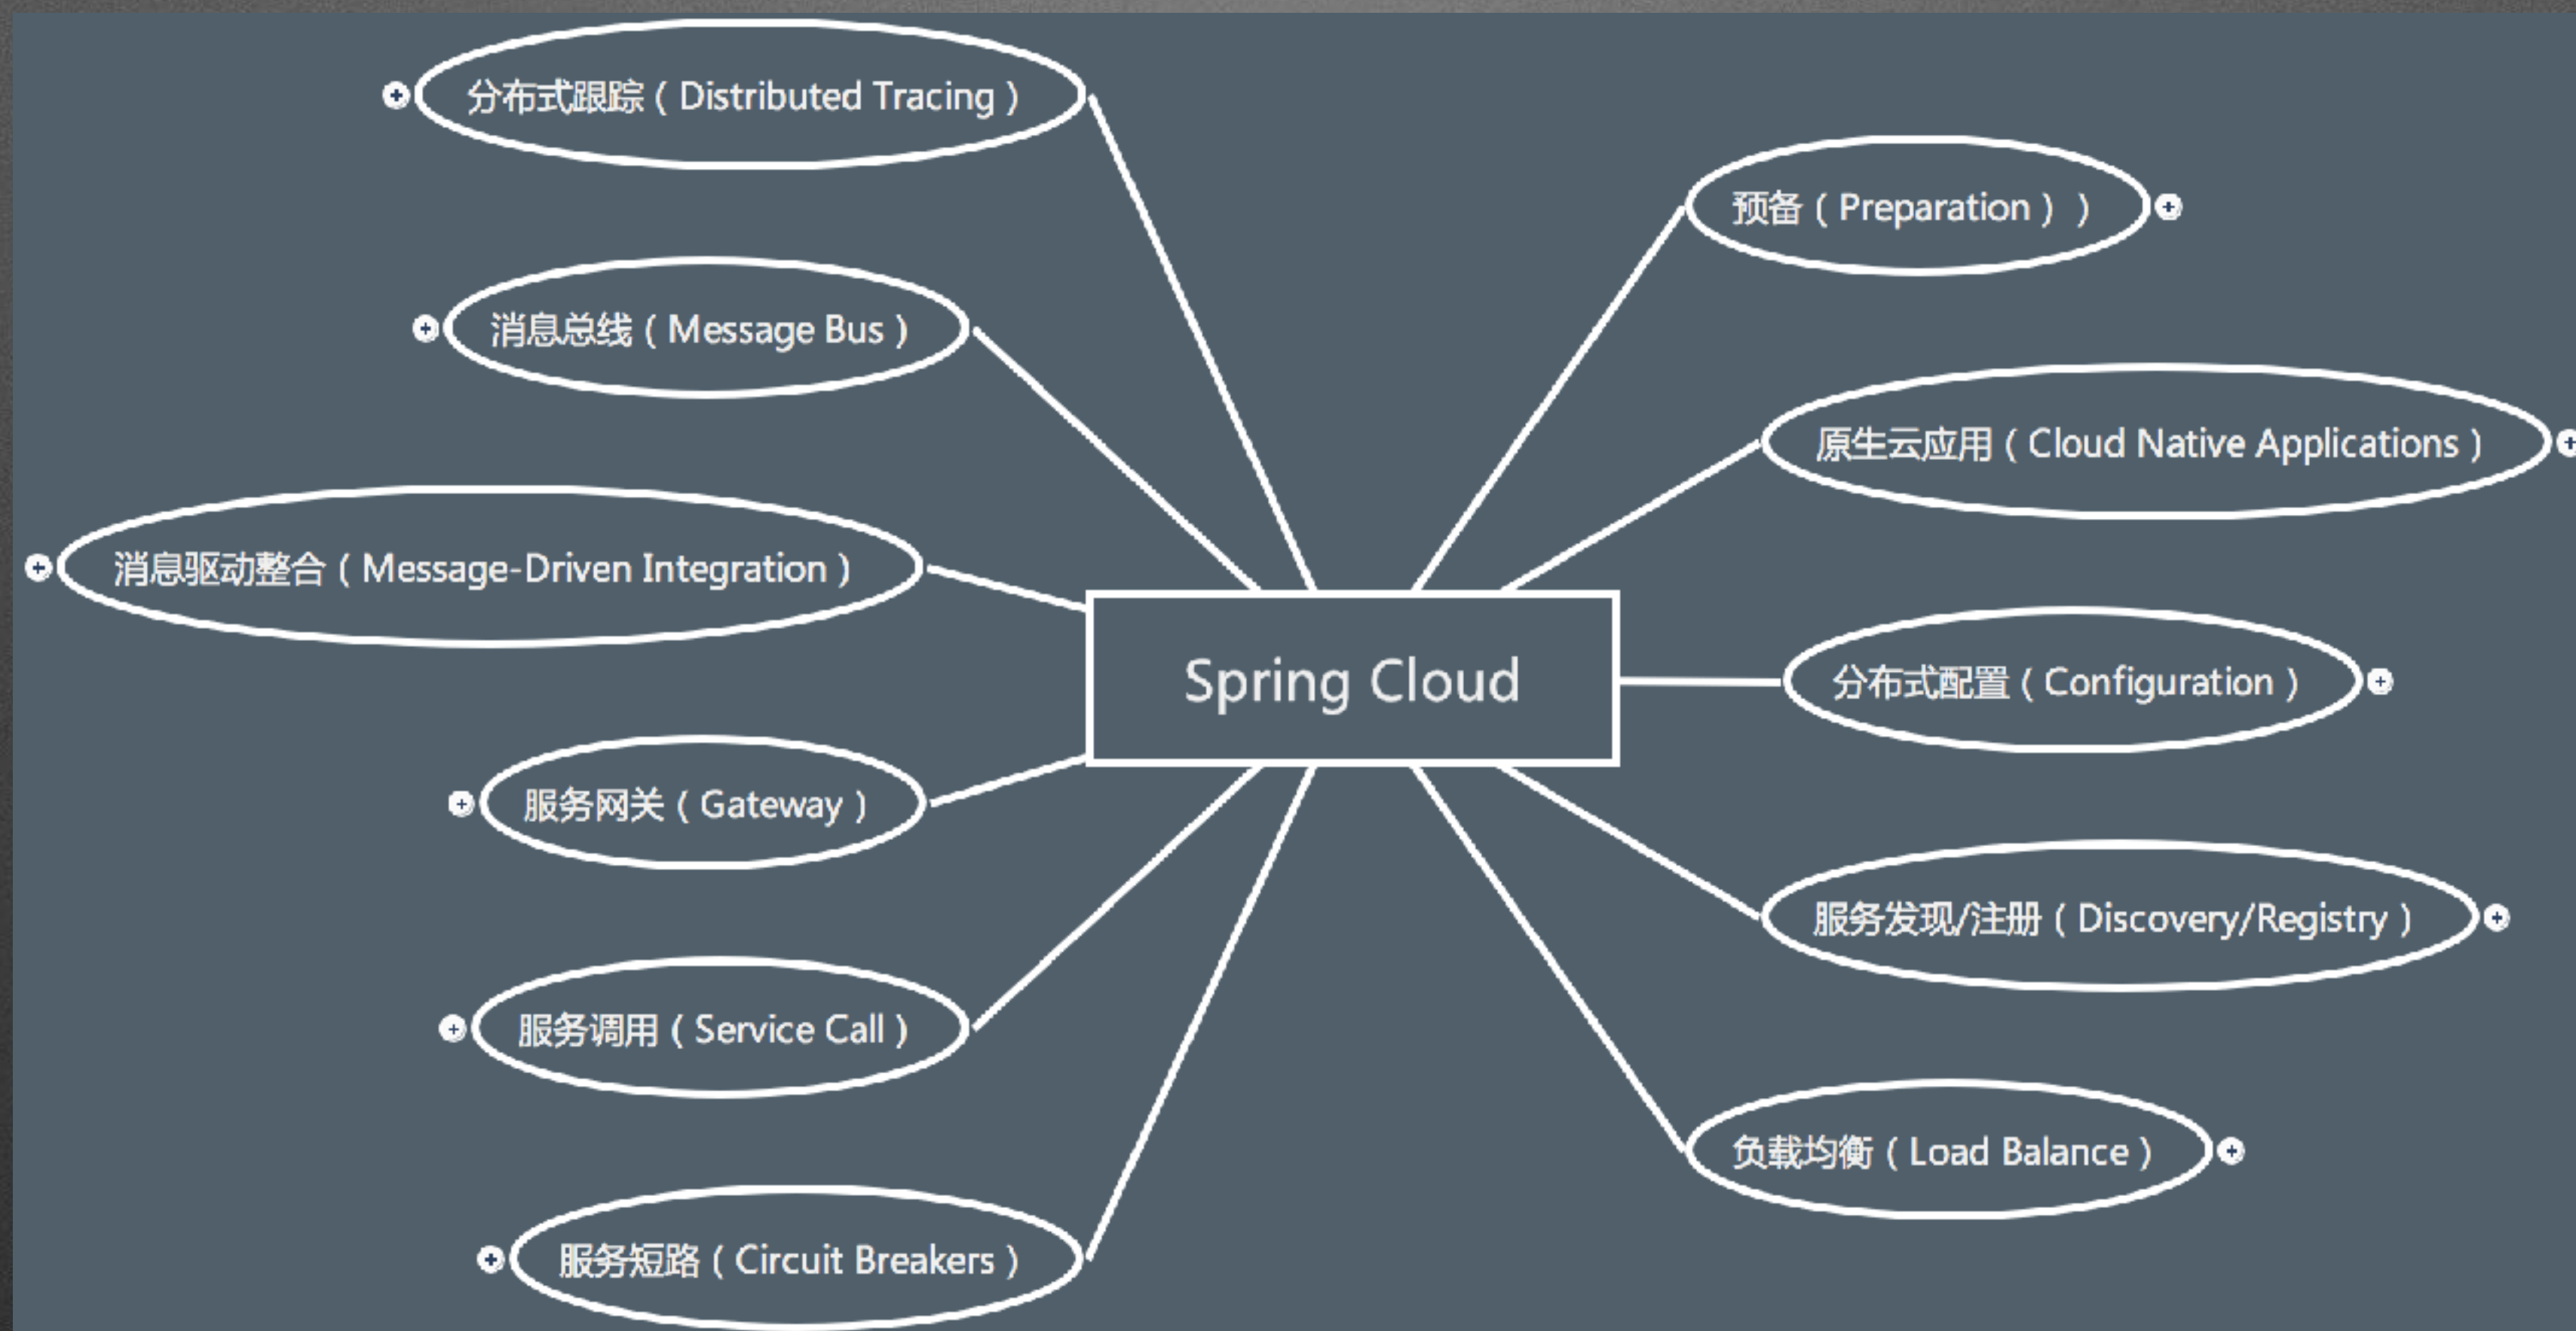 分布式跟踪（Distributed Tracing）
预备（Preparation））
消息总线（Message Bus）
原生云应用（Cloud Native Applications）
消息驱动整合（Message-Driven Integration）
Spring Cloud
分布式配置（Configuration）
服务网关（Gateway）
服务发现/注册（Discovery/Registry）
服务调用（Service Call）
负载均衡（Load Balance）
服务短路（Circuit Breakers）